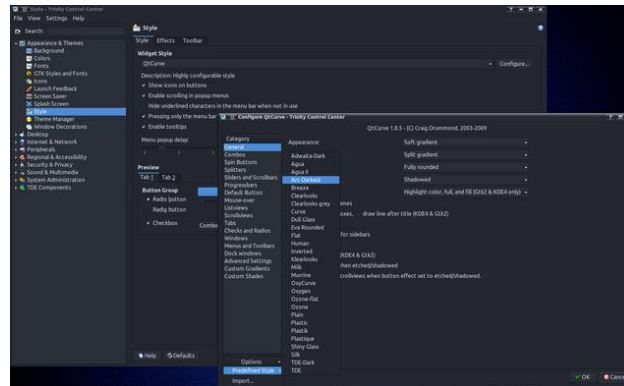 Style - Trinity Control Center
File View Settings Help
Search:
Appearance & Themes
Background
Colors
Fonts
GTK Styles and Fonts
Icons
Launch Feedback
Screen Saver
Splash Screen
Style
Theme Manager
Window Decorations
Desktop
Internet & Network
Peripherals
Regional & Accessibility
Security & Privacy
Sound & Multimedia
System Administration
TDE Components
Style
Style Effects Toolbar
Widget Style
QtCurve
Configure...
Description: Highly configurable style
Show icons on buttons
Enable scrolling in popup menus
Hide underlined characters in the menu bar when not in use
Pressing only the menu bar
Enable tooltips
Menu popup delay:
Preview
Tab 1 Tab 2
Button Group
Radio button
Radio button
Checkbox
Combo
Help Defaults
Configure QtCurve - Trinity Control Center
QtCurve 1.8.5 - (C) Craig Drummond, 2003-2009
Category
General
Combos
Spin Buttons
Splitters
Sliders and Scrollbars
Progressbars
Default Button
Mouse-over
Listviews
Scrollviews
Tabs
Checks and Radios
Windows
Menus and Toolbars
Dock windows
Advanced Settings
Custom Gradients
Custom Shades
Options
Predefined Style
Import...
Appearance:
Adwaita-Dark
Agua
Agua II
Arc-Darkest
Breeze
Clearlooks
Clearlooks grey
Curve
Dull Glass
Eva Rounded
Flat
Human
Inverted
Klearlooks
Milk
Murrine
OxyCurve
Oxygen
Ozone-flat
Ozone
Plain
Plastic
Plastik
Plastique
Shiny Glass
Silk
TDE-Dark
TDE
Soft gradient
Split gradient
Fully rounded
Shadowed
Highlight color, full, and fill (Gtk2 & KDE4 only)
draw line after title (KDE4 & Gtk2)
for sidebars
(KDE4 & Gtk2)
when etched/shadowed
scrollviews when button effect set to etched/shadowed.
OK Cance